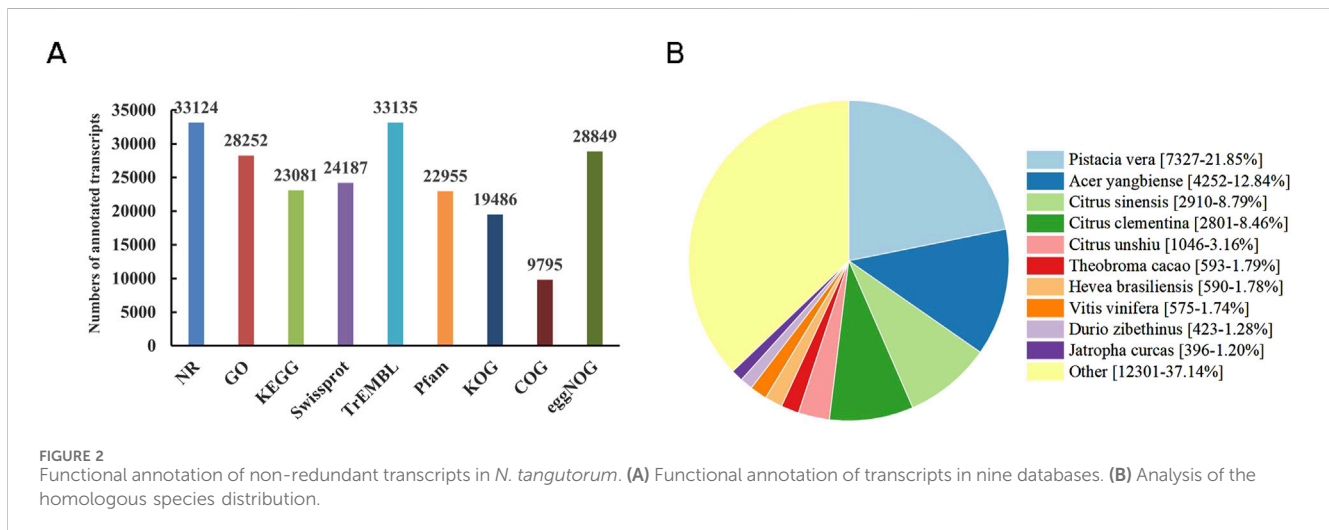 A
B
Numbers of annotated transcripts
35000
30000
25000
20000
15000
10000
5000
0
33124
28252
23081
24187
33135
22955
19486
9795
28849
NR
GO
KEGG
Swissprot
TrEMBL
Pfam
KOG
COG
eggNOG
Pistacia vera [7327-21.85%]
Acer yangbiense [4252-12.84%]
Citrus sinensis [2910-8.79%]
Citrus clementina [2801-8.46%]
Citrus unshiu [1046-3.16%]
Theobroma cacao [593-1.79%]
Hevea brasiliensis [590-1.78%]
Vitis vinifera [575-1.74%]
Durio zibethinus [423-1.28%]
Jatropha curcas [396-1.20%]
Other [12301-37.14%]
FIGURE 2
Functional annotation of non-redundant transcripts in N. tangutorum. (A) Functional annotation of transcripts in nine databases. (B) Analysis of the
homologous species distribution.